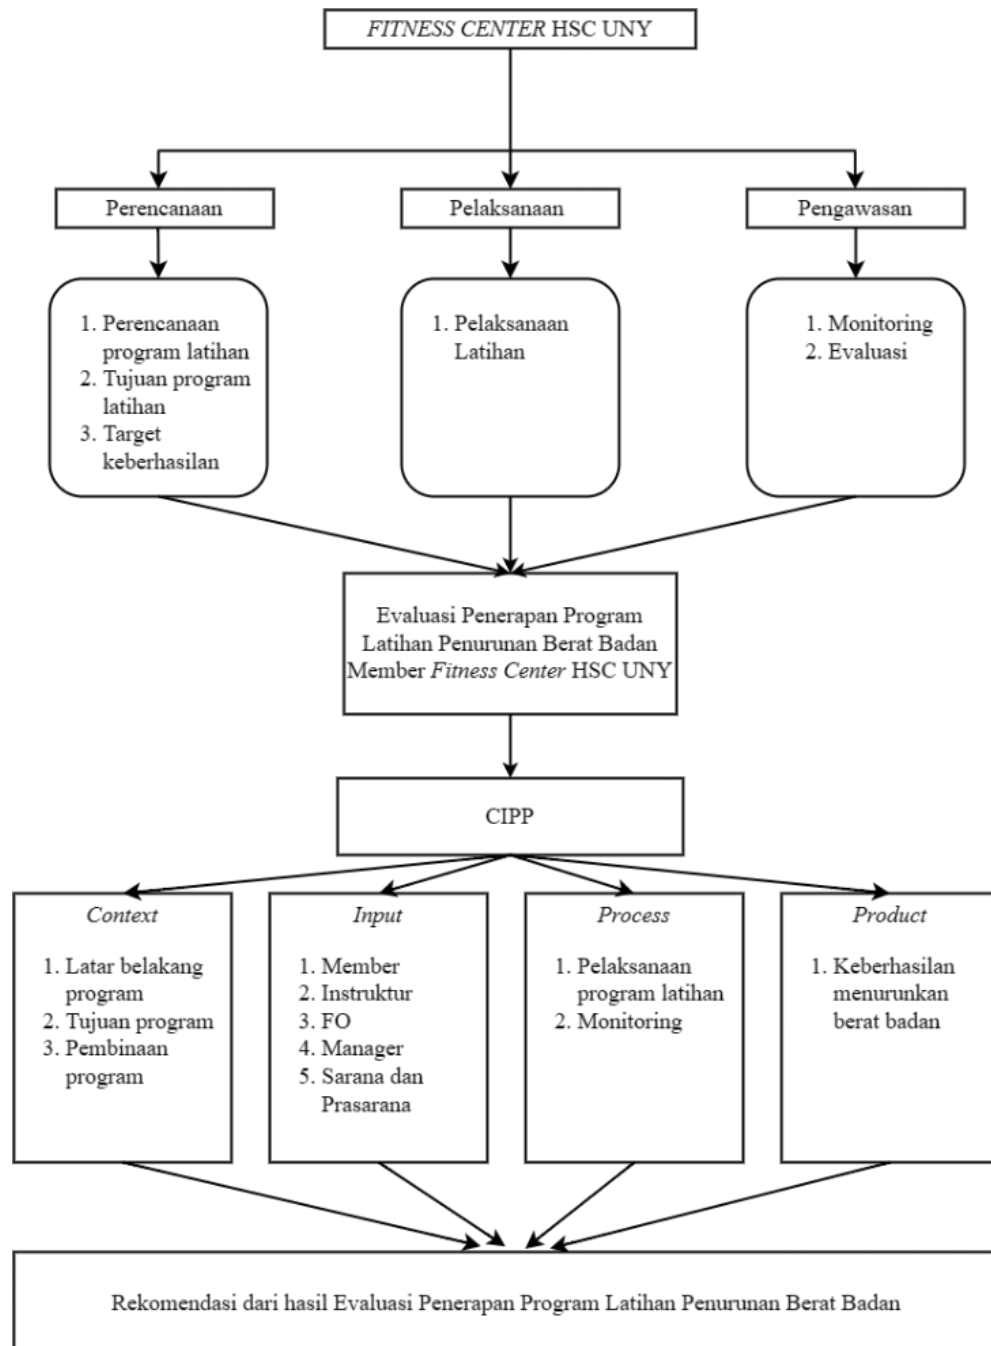 FITNESS CENTER HSC UNY
Perencanaan
Pelaksanaan
Pengawasan
1. Perencanaan
program latihan
2. Tujuan program
latihan
3. Target
keberhasilan
1. Pelaksanaan
Latihan
1. Monitoring
2. Evaluasi
Evaluasi Penerapan Program
Latihan Penurunan Berat Badan
Member Fitness Center HSC UNY
CIPP
Context
1. Latar belakang
program
2. Tujuan program
3. Pembinaan
program
Input
1. Member
2. Instruktur
3. FO
4. Manager
5. Sarana dan
Prasarana
Process
1. Pelaksanaan
program latihan
2. Monitoring
Product
1. Keberhasilan
menurunkan
berat badan
Rekomendasi dari hasil Evaluasi Penerapan Program Latihan Penurunan Berat Badan